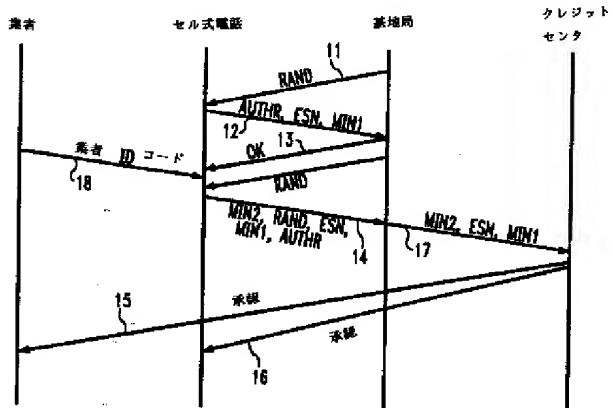 業者
セル式電話
基地局
クレジット
センタ
11
RAND
AUTHR, ESN, MIN1
12
13
OK
業者 ID コード
18
RAND
MIN2, RAND, ESN,
MIN1, AUTHR
14
17
MIN2, ESN, MIN1
15
承認
承認
16